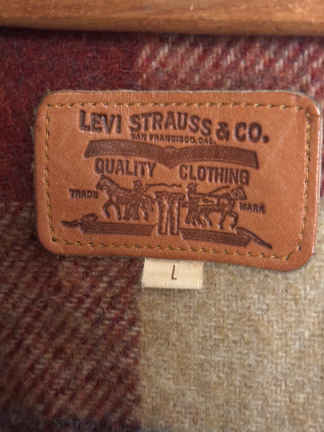 LEVI STRAUSS & CO.
SAN FRANCISCO, CAL.
QUALITY CLOTHING
TRADE MARK
L